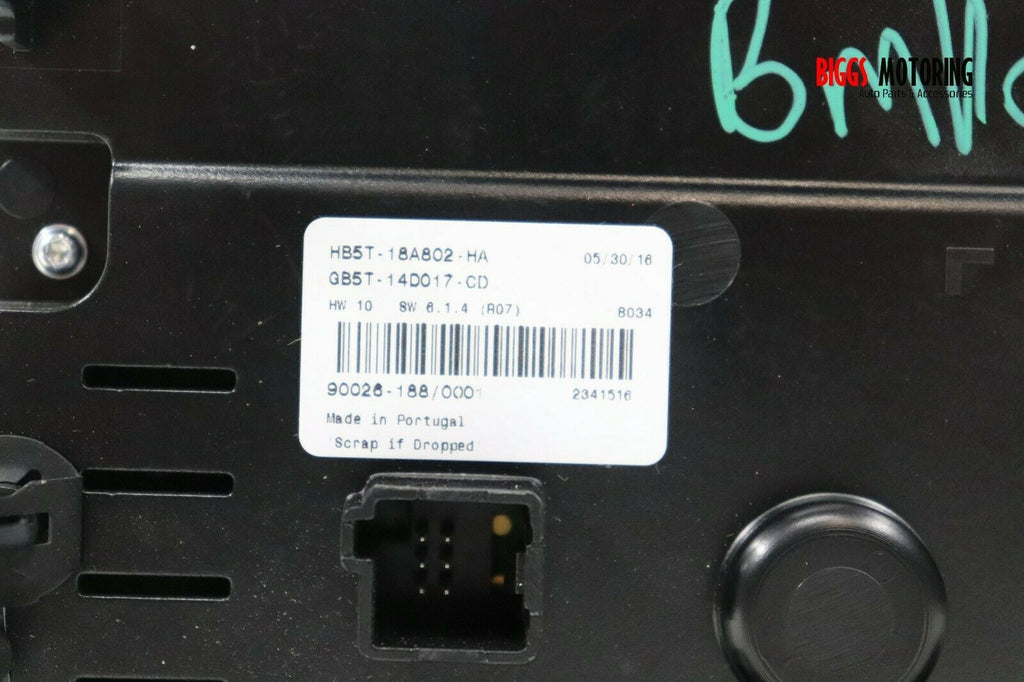 BIGGS MOTORING
Auto Parts & Accessories
HB5T-18A802-HA 05/30/16
GB5T-14D017-CD
HW 10 SW 6.1.4 (R07) 8034
90026-188/0001 2341516
Made in Portugal
Scrap if Dropped